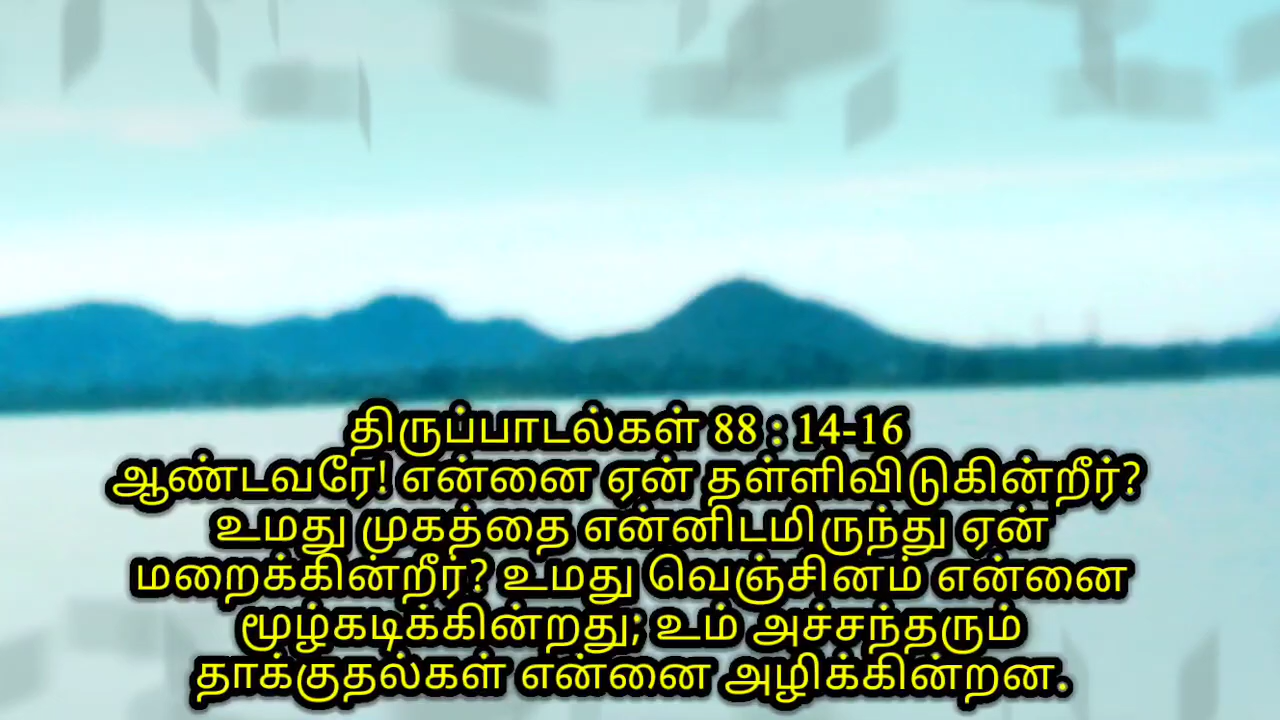 திருப்பாடல்கள் 88 : 14-16
ஆண்டவரே! என்னை ஏன் தள்ளிவிடுகின்றீர்?
உமது முகத்தை என்னிடமிருந்து ஏன்
மறைக்கின்றீர்? உமது வெஞ்சினம் என்னை
மூழ்கடிக்கின்றது; உம் அச்சந்தரும்
தாக்குதல்கள் என்னை அழிக்கின்றன.